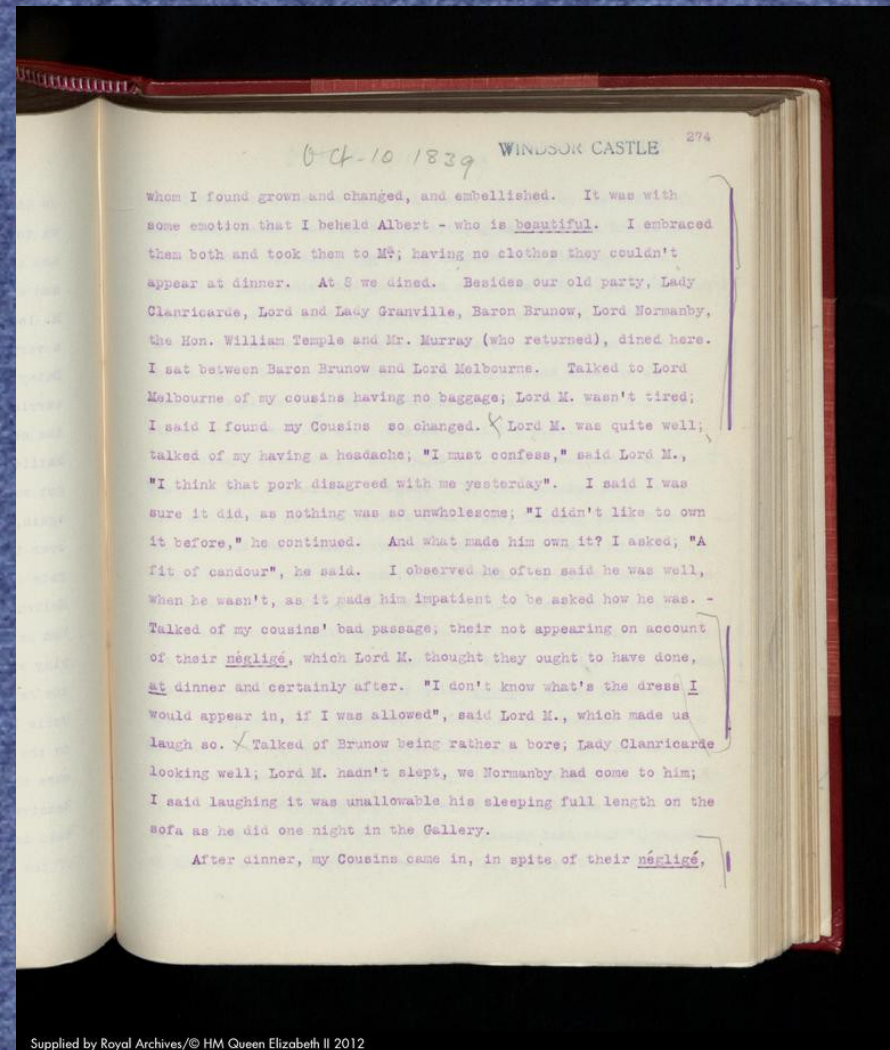 Oct-10 1839 WINDSOR CASTLE 274
whom I found grown and changed, and embellished. It was with
some emotion that I beheld Albert - who is beautiful. I embraced
them both and took them to Mª; having no clothes they couldn't
appear at dinner. At 8 we dined. Besides our old party, Lady
Clanricarde, Lord and Lady Granville, Baron Brunow, Lord Normanby,
the Hon. William Temple and Mr. Murray (who returned), dined here.
I sat between Baron Brunow and Lord Melbourne. Talked to Lord
Melbourne of my cousins having no baggage; Lord M. wasn't tired;
I said I found my Cousins so changed. X Lord M. was quite well;
talked of my having a headache; "I must confess," said Lord M.,
"I think that pork disagreed with me yesterday". I said I was
sure it did, as nothing was so unwholesome; "I didn't like to own
it before," he continued. And what made him own it? I asked; "A
fit of candour", he said. I observed he often said he was well,
when he wasn't, as it made him impatient to be asked how he was. -
Talked of my cousins' bad passage; their not appearing on account
of their négligé, which Lord M. thought they ought to have done,
at dinner and certainly after. "I don't know what's the dress I
would appear in, if I was allowed", said Lord M., which made us
laugh so. X Talked of Brunow being rather a bore; Lady Clanricarde
looking well; Lord M. hadn't slept, we Normanby had come to him;
I said laughing it was unallowable his sleeping full length on the
sofa as he did one night in the Gallery.
After dinner, my Cousins came in, in spite of their négligé,
Supplied by Royal Archives/© HM Queen Elizabeth II 2012